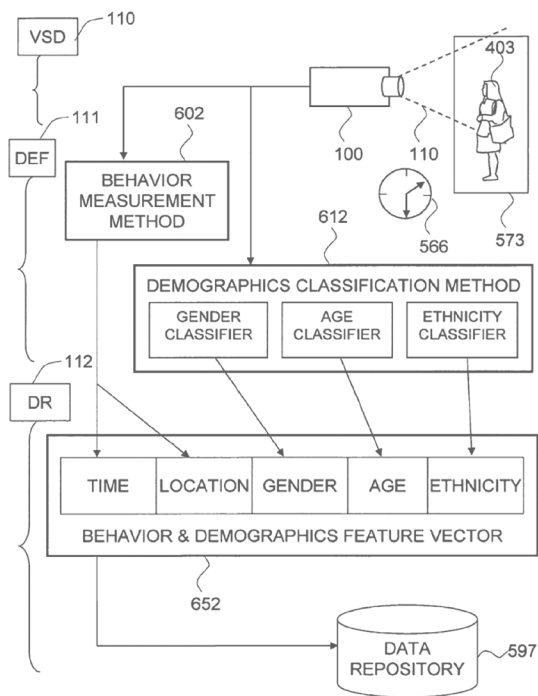 VSD
110
403
111
DEF
602
100
110
BEHAVIOR
MEASUREMENT
METHOD
566
573
612
DEMOGRAPHICS CLASSIFICATION METHOD
GENDER
CLASSIFIER
AGE
CLASSIFIER
ETHNICITY
CLASSIFIER
112
DR
TIME
LOCATION
GENDER
AGE
ETHNICITY
BEHAVIOR & DEMOGRAPHICS FEATURE VECTOR
652
DATA
REPOSITORY
597